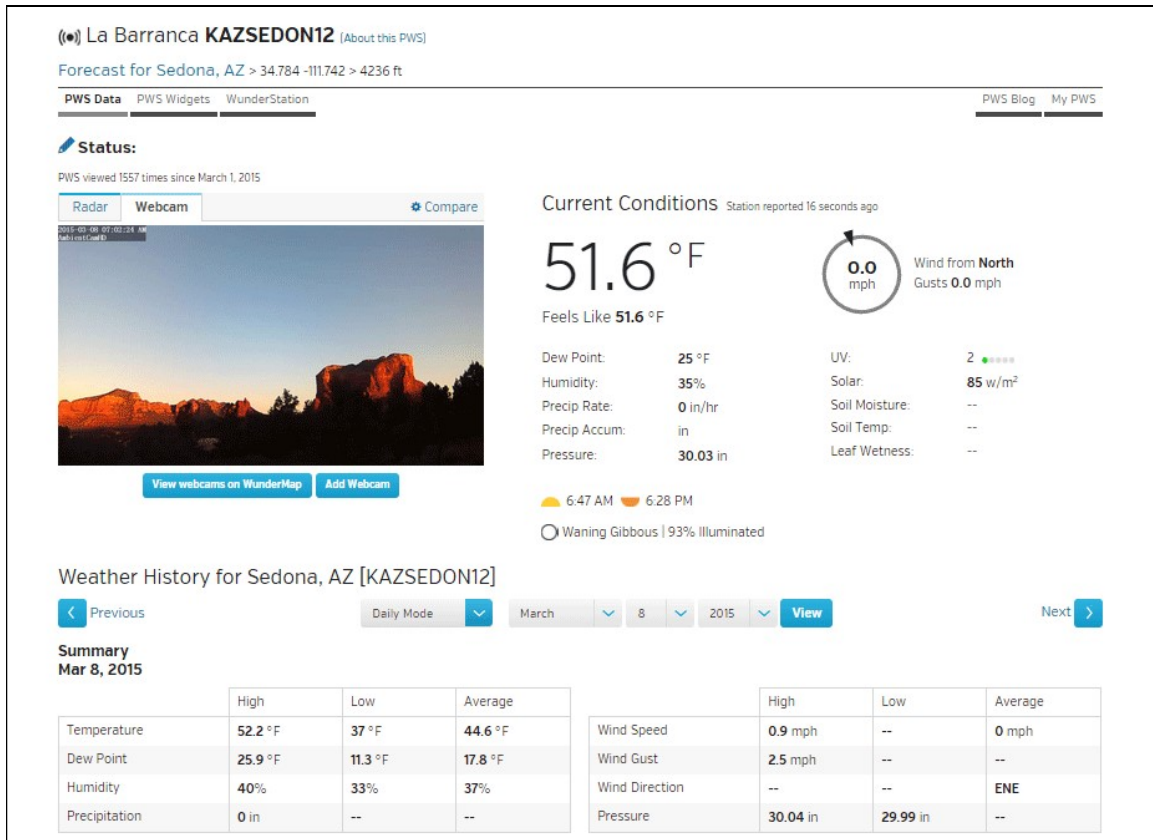 La Barranca KAZSEDON12 (About this PWS)
Forecast for Sedona, AZ > 34.784 -111.742 > 4236 ft
PWS Data PWS Widgets WunderStation PWS Blog My PWS
Status:
PWS viewed 1557 times since March 1, 2015
Radar Webcam Compare
2015-03-08 07:02:24 AM
AmbientCamHD
View webcams on WunderMap Add Webcam
Current Conditions Station reported 16 seconds ago
51.6 °F
Feels Like 51.6 °F
0.0
mph
Wind from North
Gusts 0.0 mph
Dew Point: 25 °F
Humidity: 35%
Precip Rate: 0 in/hr
Precip Accum: in
Pressure: 30.03 in
UV: 2
Solar: 85 w/m²
Soil Moisture: --
Soil Temp: --
Leaf Wetness: --
6:47 AM 6:28 PM
Waning Gibbous | 93% Illuminated
Weather History for Sedona, AZ [KAZSEDON12]
Previous Daily Mode March 8 2015 View Next
Summary
Mar 8, 2015
High Low Average
Temperature 52.2 °F 37 °F 44.6 °F
Dew Point 25.9 °F 11.3 °F 17.8 °F
Humidity 40% 33% 37%
Precipitation 0 in -- --
High Low Average
Wind Speed 0.9 mph -- 0 mph
Wind Gust 2.5 mph -- --
Wind Direction -- -- ENE
Pressure 30.04 in 29.99 in --